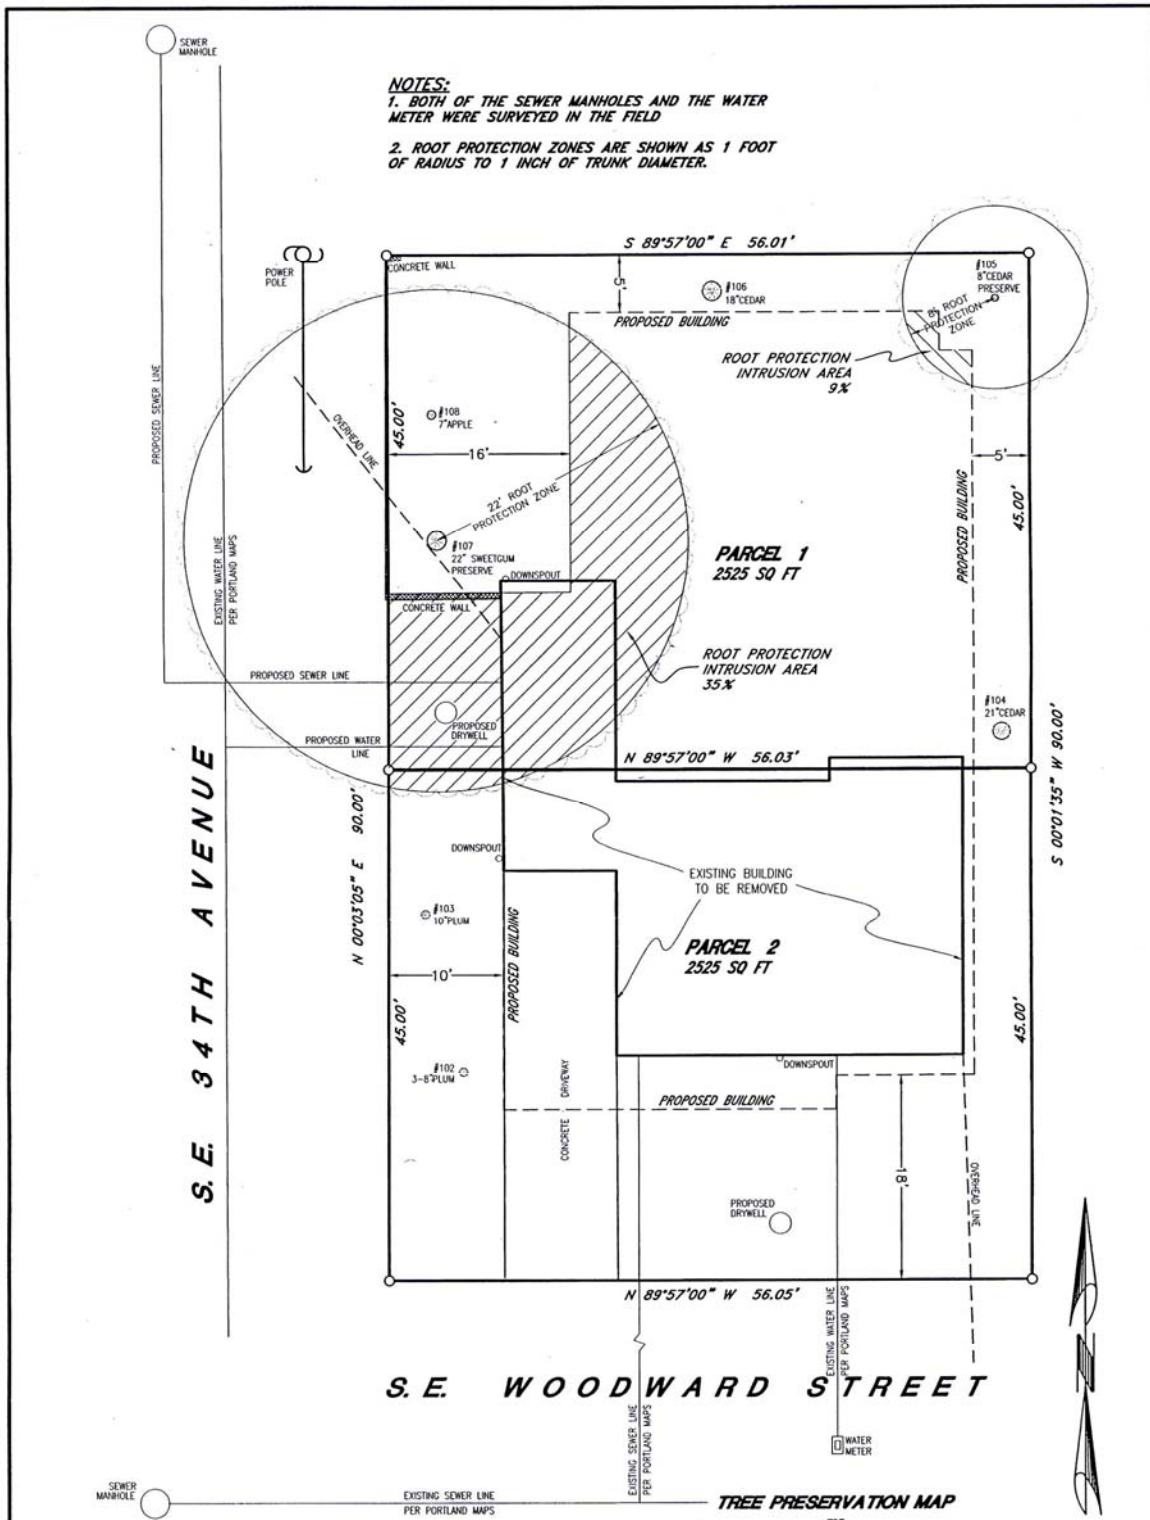 SEWER
MANHOLE
NOTES:
1. BOTH OF THE SEWER MANHOLES AND THE WATER
METER WERE SURVEYED IN THE FIELD
2. ROOT PROTECTION ZONES ARE SHOWN AS 1 FOOT
OF RADIUS TO 1 INCH OF TRUNK DIAMETER.
S 89°57'00" E 56.01'
POWER
POLE
CONCRETE WALL
5'
#106
18"CEDAR
#105
8"CEDAR
PRESERVE
8' ROOT
PROTECTION
ZONE
PROPOSED BUILDING
ROOT PROTECTION
INTRUSION AREA
9%
PROPOSED SEWER LINE
OVERHEAD LINE
45.00'
#108
7"APPLE
16'
22' ROOT
PROTECTION ZONE
5'
45.00'
PROPOSED BUILDING
EXISTING WATER LINE
PER PORTLAND MAPS
#107
22" SWEETGUM
PRESERVE
DOWNSPOUT
PARCEL 1
2525 SQ FT
CONCRETE WALL
ROOT PROTECTION
INTRUSION AREA
35%
PROPOSED SEWER LINE
PROPOSED
DRYWELL
#104
21"CEDAR
PROPOSED WATER
LINE
N 89°57'00" W 56.03'
S 00°01'35" W 90.00'
S.E. 34TH AVENUE
N 00°03'05" E 90.00'
DOWNSPOUT
EXISTING BUILDING
TO BE REMOVED
#103
10"PLUM
PROPOSED BUILDING
PARCEL 2
2525 SQ FT
10'
45.00'
45.00'
#102
3-8"PLUM
CONCRETE DRIVEWAY
DOWNSPOUT
PROPOSED BUILDING
18'
OVERHEAD LINE
PROPOSED
DRYWELL
N 89°57'00" W 56.05'
EXISTING WATER LINE
PER PORTLAND MAPS
S.E. WOODWARD STREET
EXISTING SEWER LINE
PER PORTLAND MAPS
WATER
METER
N
SEWER
MANHOLE
EXISTING SEWER LINE
PER PORTLAND MAPS
TREE PRESERVATION MAP